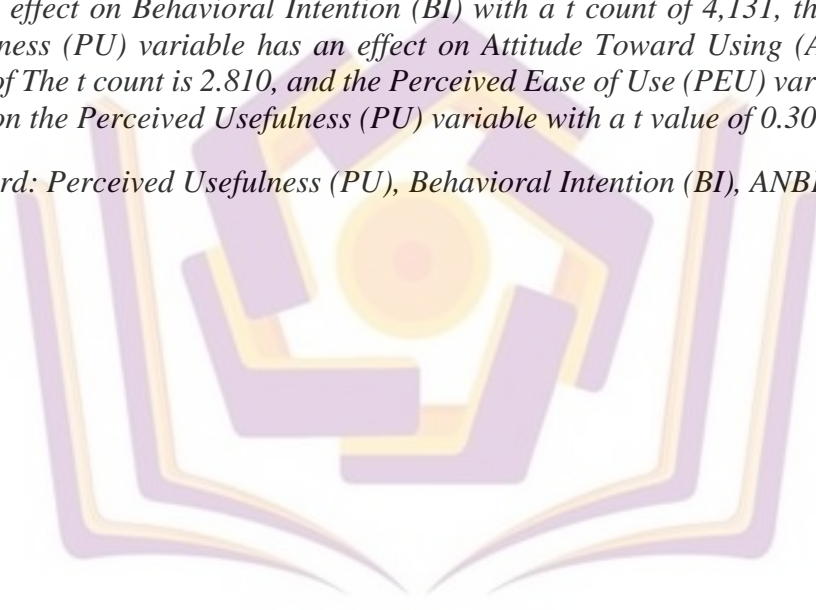 effect on Behavioral Intention (BI) with a t count of 4,131, th
ness (PU) variable has an effect on Attitude Toward Using (A
of The t count is 2.810, and the Perceived Ease of Use (PEU) var
on the Perceived Usefulness (PU) variable with a t value of 0.30
rd: Perceived Usefulness (PU), Behavioral Intention (BI), ANB